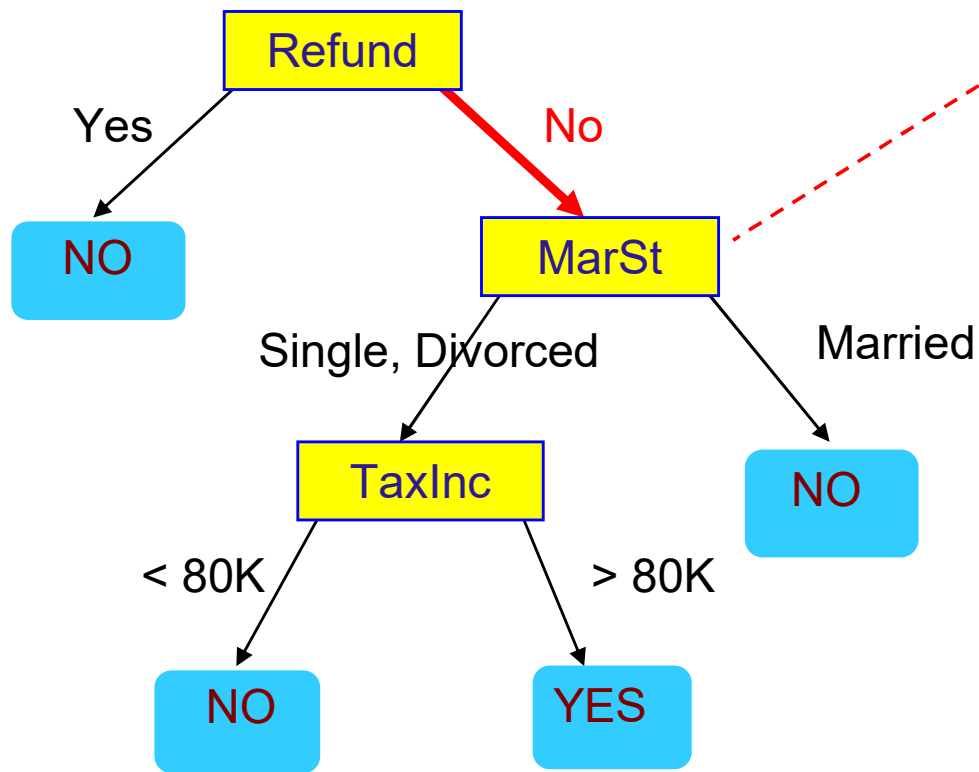 Refund
Yes
No
NO
MarSt
Single, Divorced
Married
TaxInc
NO
< 80K
> 80K
NO
YES